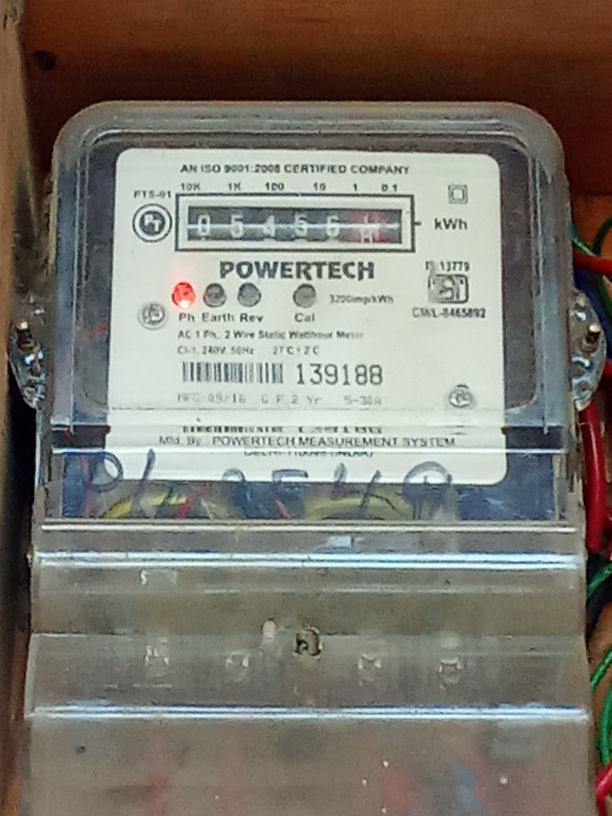 AN ISO 9001:2008 CERTIFIED COMPANY
10K 1K 100 10 1 0.1
PTS-01
PT
0 5 4 5 6
kWh
POWERTECH
IS 13779
3200imp/kWh
CM/L-8465892
Ph Earth Rev Cal
AC 1 Ph., 2 Wire Static Watthour Meter
Cl-1, 240V, 50Hz 27°C ± 2°C
139188
MFG 09/16 G P 2 Yr 5-30A
Mfd. By: POWERTECH MEASUREMENT SYSTEM